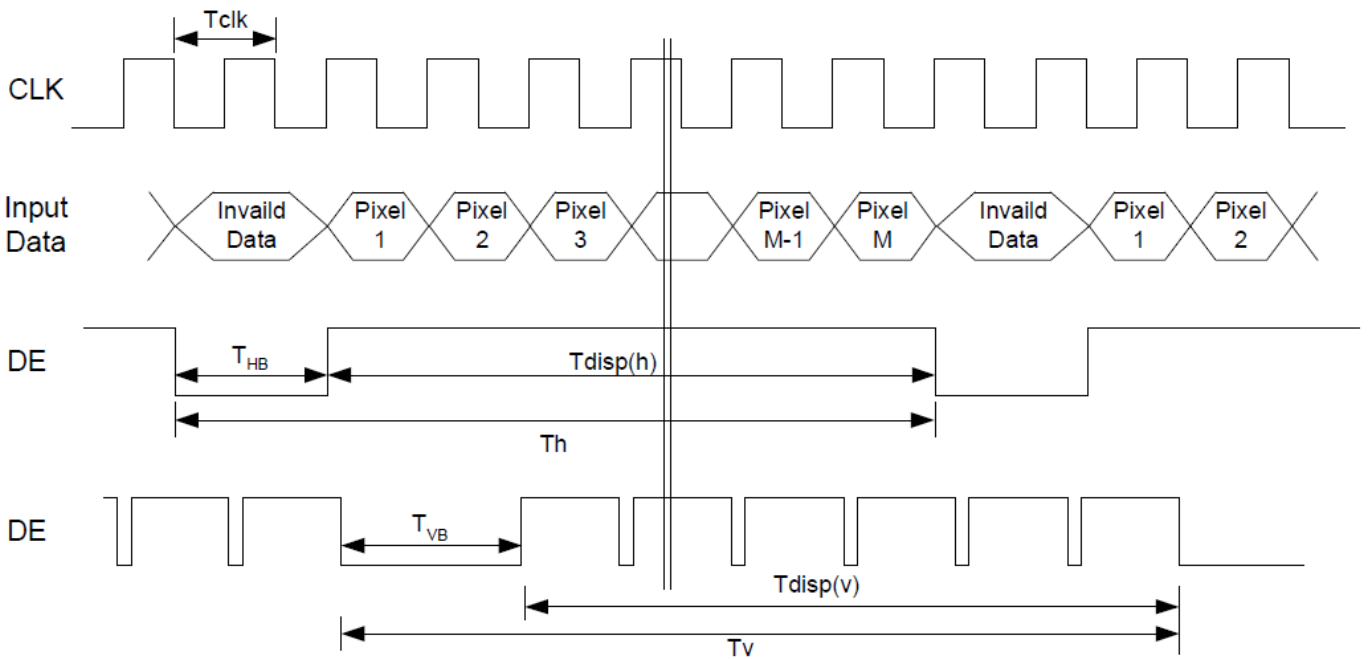 Tclk
CLK
Input
Data
Invaild
Data
Pixel
1
Pixel
2
Pixel
3
Pixel
M-1
Pixel
M
Invaild
Data
Pixel
1
Pixel
2
DE
THB
Tdisp(h)
Th
DE
TVB
Tdisp(v)
Tv